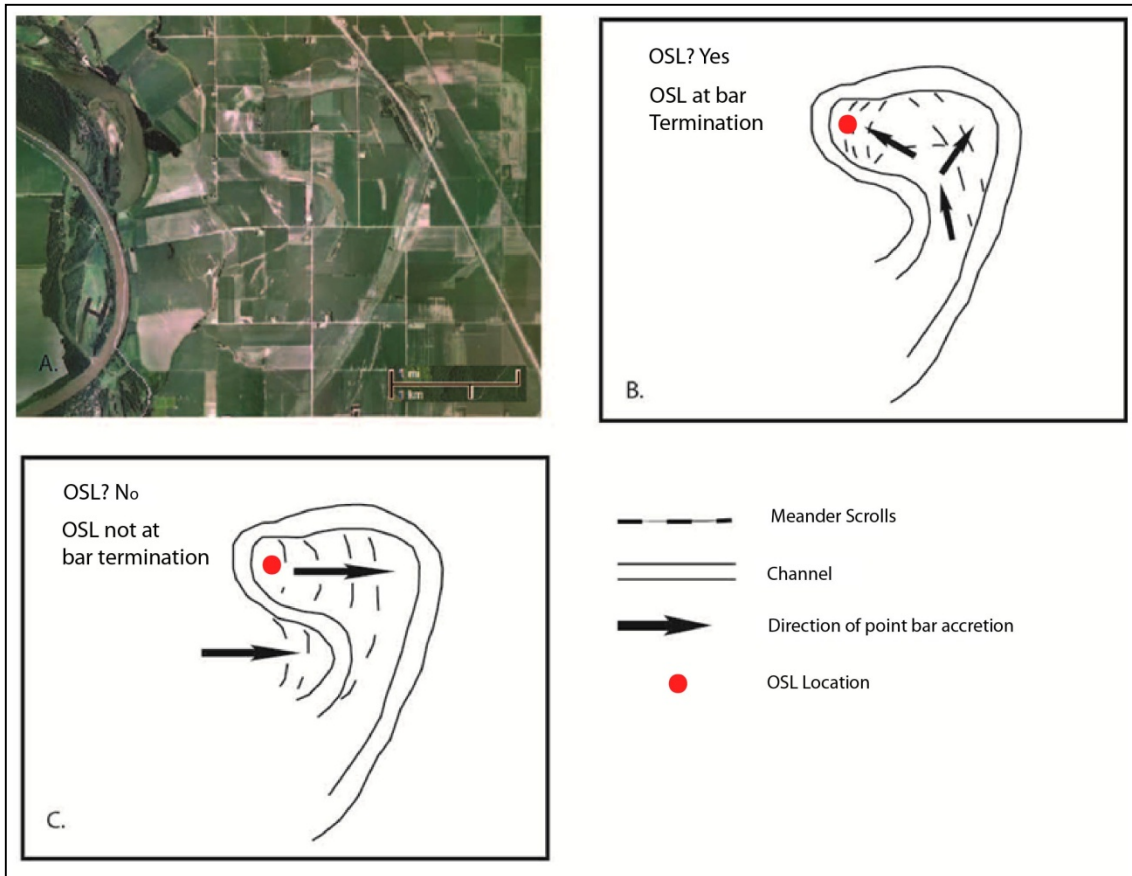 A.
1 mi
1 km
OSL? Yes
OSL at bar
Termination
B.
OSL? No
OSL not at
bar termination
C.
Meander Scrolls
Channel
Direction of point bar accretion
OSL Location